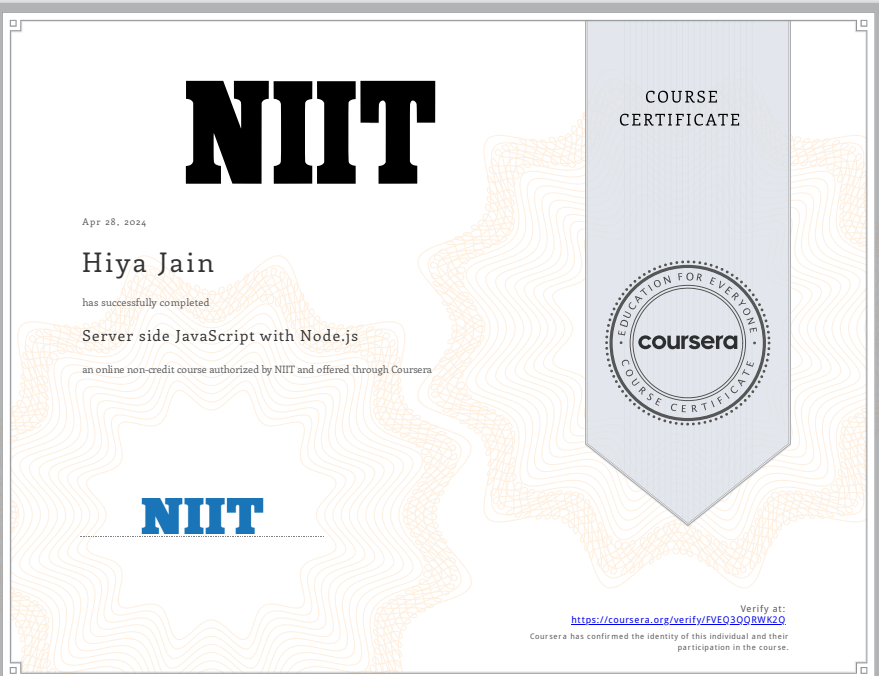 NIIT
COURSE
CERTIFICATE
Apr 28, 2024
Hiya Jain
has successfully completed
Server side JavaScript with Node.js
an online non-credit course authorized by NIIT and offered through Coursera
EDUCATION FOR EVERYONE
coursera
COURSE CERTIFICATE
NIIT
Verify at:
https://coursera.org/verify/FVEQ3QQRWK2Q
Coursera has confirmed the identity of this individual and their
participation in the course.